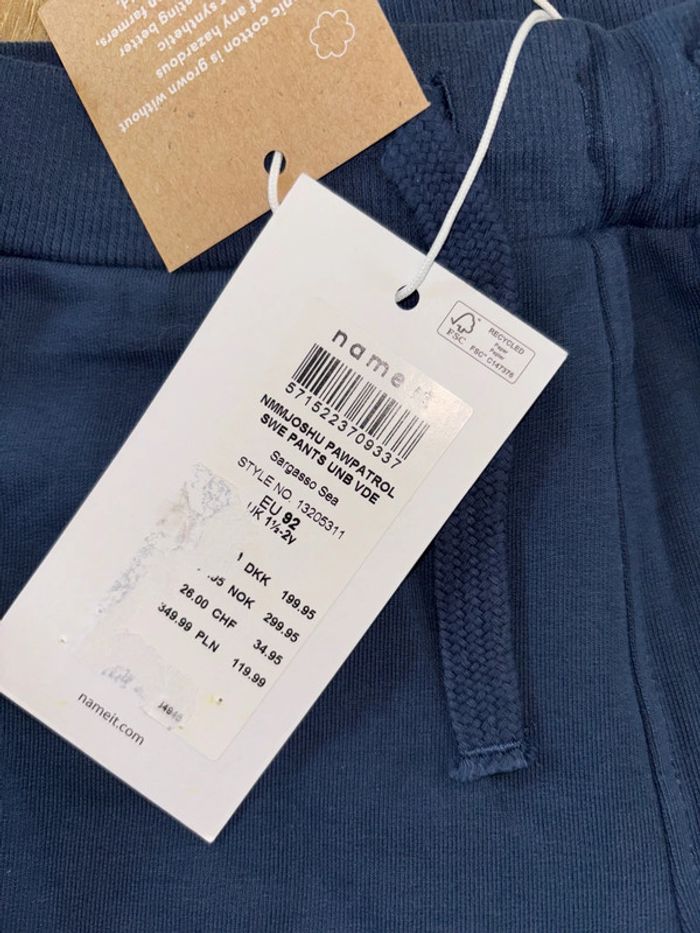 nic cotton is grown without
of any hazardous
synthetic
ating better
n farmers,
RECYCLED
Paper
FSC
FSC® C147376
name it
5715223709337
NMMJOSHU PAWPATROL
SWE PANTS UNB VDE
Sargasso Sea
STYLE NO. 13205311
EU 92
UK 1½-2y
DKK 199.95
NOK 299.95
26.00 CHF 34.95
349.99 PLN 119.99
nameit.com